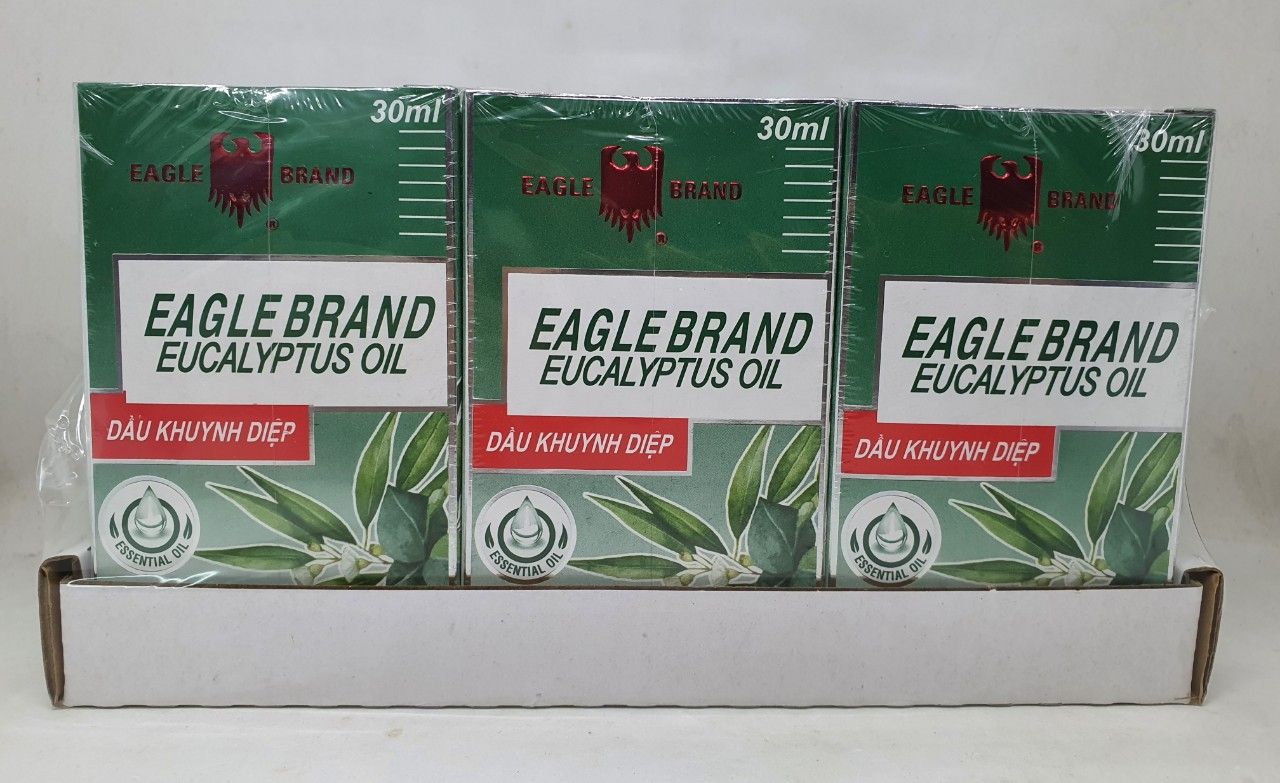 30ml
EAGLE BRAND
®
EAGLE BRAND
EUCALYPTUS OIL
DẦU KHUYNH DIỆP
ESSENTIAL OIL
30ml
EAGLE BRAND
®
EAGLE BRAND
EUCALYPTUS OIL
DẦU KHUYNH DIỆP
ESSENTIAL OIL
30ml
EAGLE BRAND
®
EAGLE BRAND
EUCALYPTUS OIL
DẦU KHUYNH DIỆP
ESSENTIAL OIL